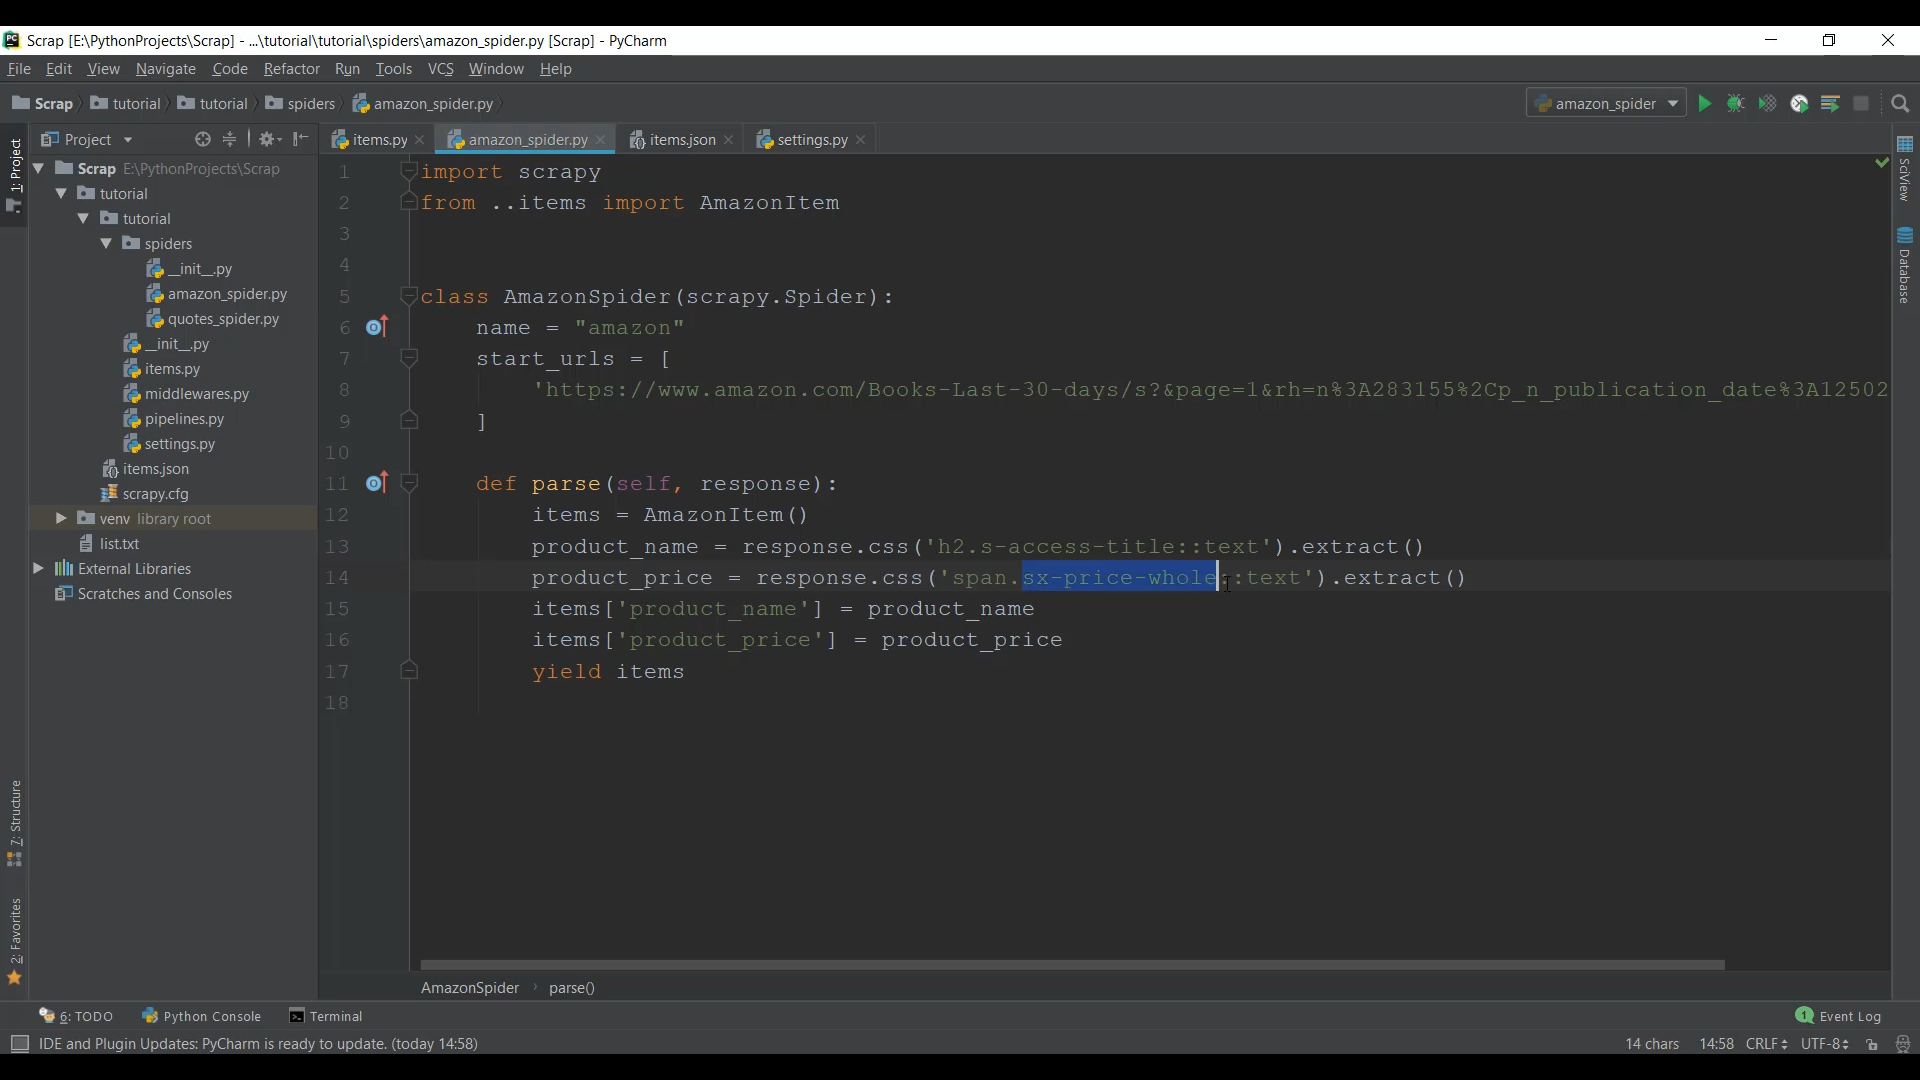 Scrap [E:\PythonProjects\Scrap] - ...\tutorial\tutorial\spiders\amazon_spider.py [Scrap] - PyCharm
File Edit View Navigate Code Refactor Run Tools VCS Window Help
Scrap tutorial tutorial spiders amazon_spider.py
amazon_spider
1: Project
Project
items.py amazon_spider.py items.json settings.py
Scrap E:\PythonProjects\Scrap
tutorial
tutorial
spiders
__init__.py
amazon_spider.py
quotes_spider.py
__init__.py
items.py
middlewares.py
pipelines.py
settings.py
items.json
scrapy.cfg
venv library root
list.txt
External Libraries
Scratches and Consoles
1 import scrapy
2 from ..items import AmazonItem
3
4
5 class AmazonSpider(scrapy.Spider):
6 name = "amazon"
7 start_urls = [
8 'https://www.amazon.com/Books-Last-30-days/s?&page=1&rh=n%3A283155%2Cp_n_publication_date%3A12502
9 ]
10
11 def parse(self, response):
12 items = AmazonItem()
13 product_name = response.css('h2.s-access-title::text').extract()
14 product_price = response.css('span.sx-price-whole::text').extract()
15 items['product_name'] = product_name
16 items['product_price'] = product_price
17 yield items
18
SciView
Database
7: Structure
2: Favorites
AmazonSpider › parse()
6: TODO Python Console Terminal
1 Event Log
IDE and Plugin Updates: PyCharm is ready to update. (today 14:58)
14 chars 14:58 CRLF UTF-8